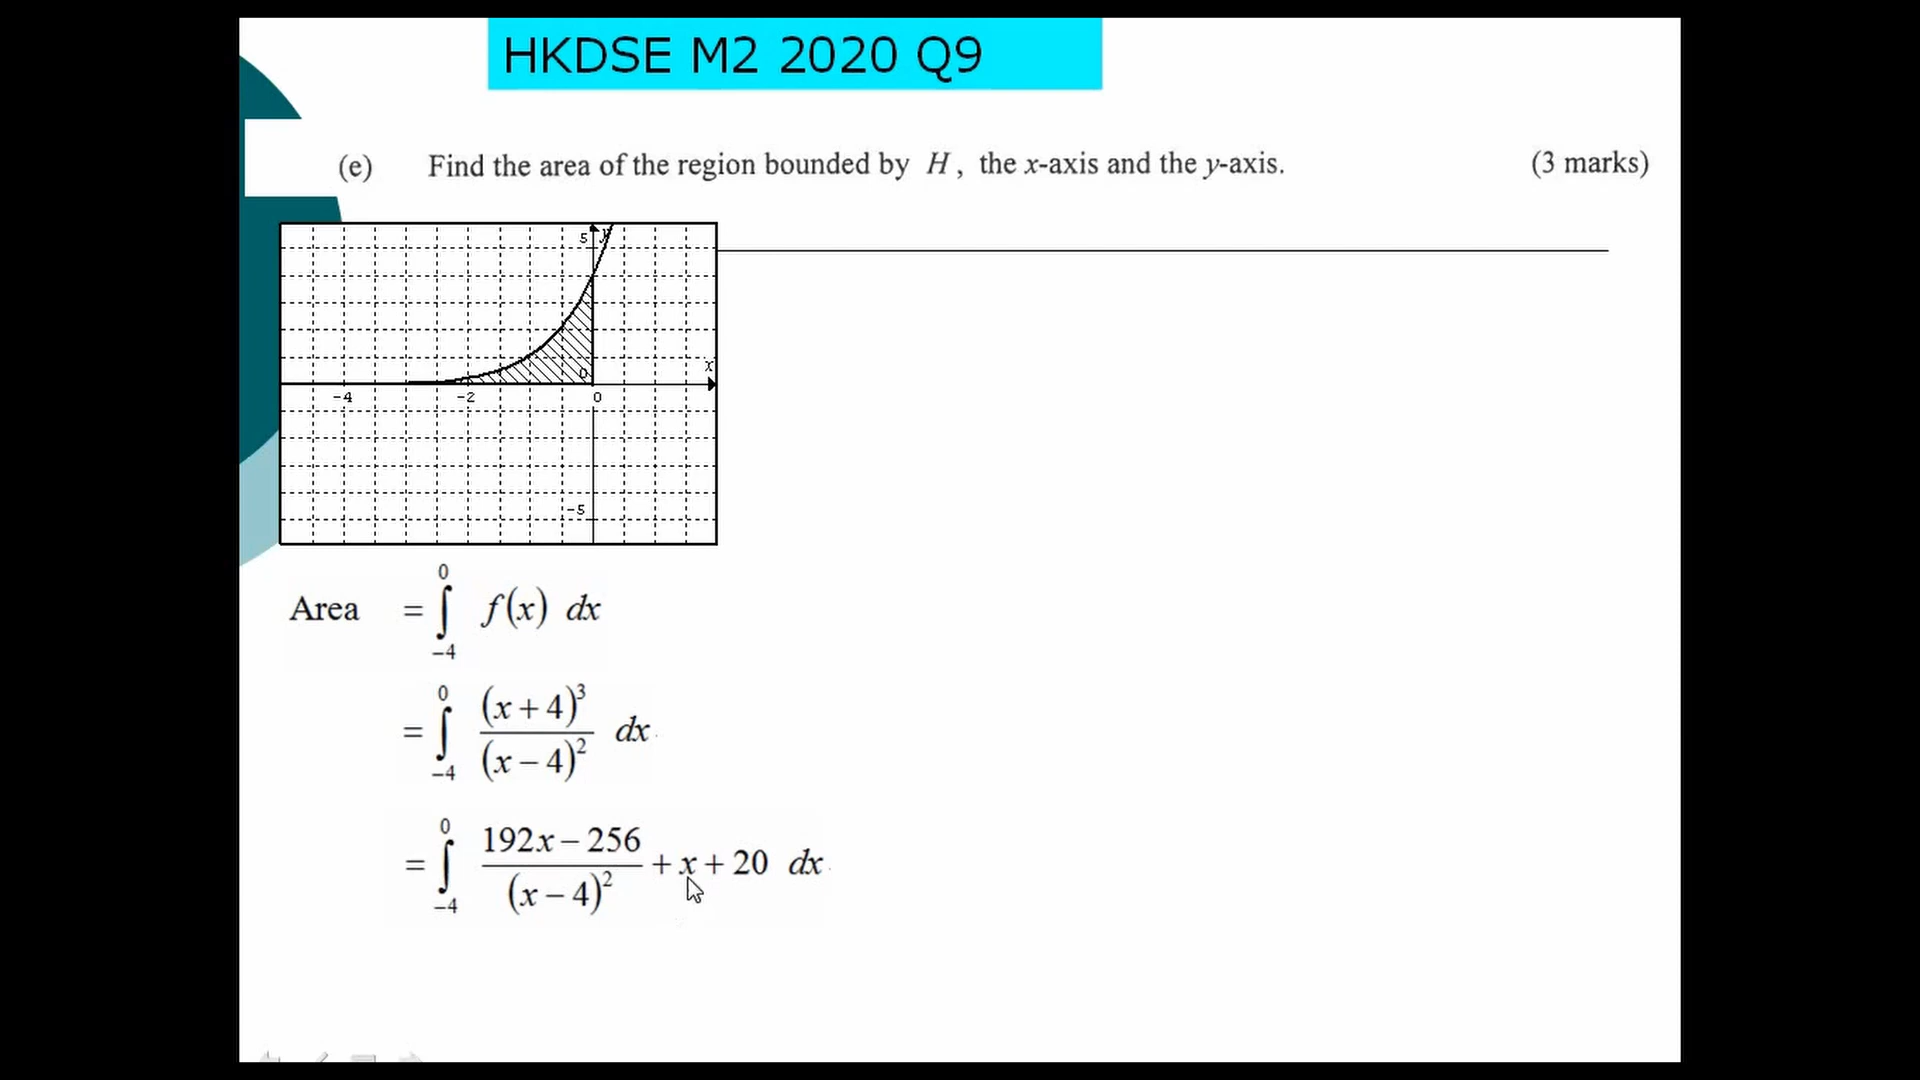 HKDSE M2 2020 Q9
(e) Find the area of the region bounded by H , the x-axis and the y-axis. (3 marks)
5 y
0 x
-4 -2 0
-5
Area = ∫_{-4}^{0} f(x) dx
= ∫_{-4}^{0} (x+4)^3 / (x-4)^2 dx
= ∫_{-4}^{0} (192x-256) / (x-4)^2 + x + 20 dx